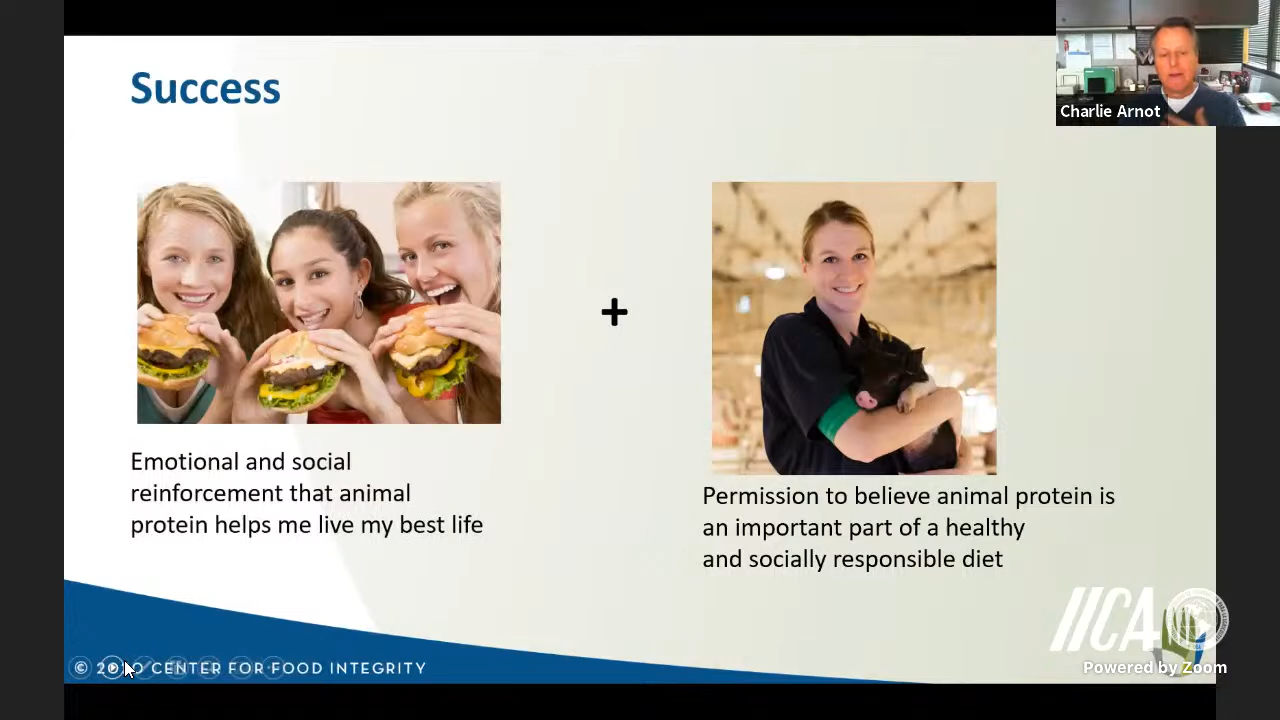 Success
Charlie Arnot
+
Emotional and social
reinforcement that animal
protein helps me live my best life
Permission to believe animal protein is
an important part of a healthy
and socially responsible diet
IICA
© 2020 CENTER FOR FOOD INTEGRITY
Powered by Zoom